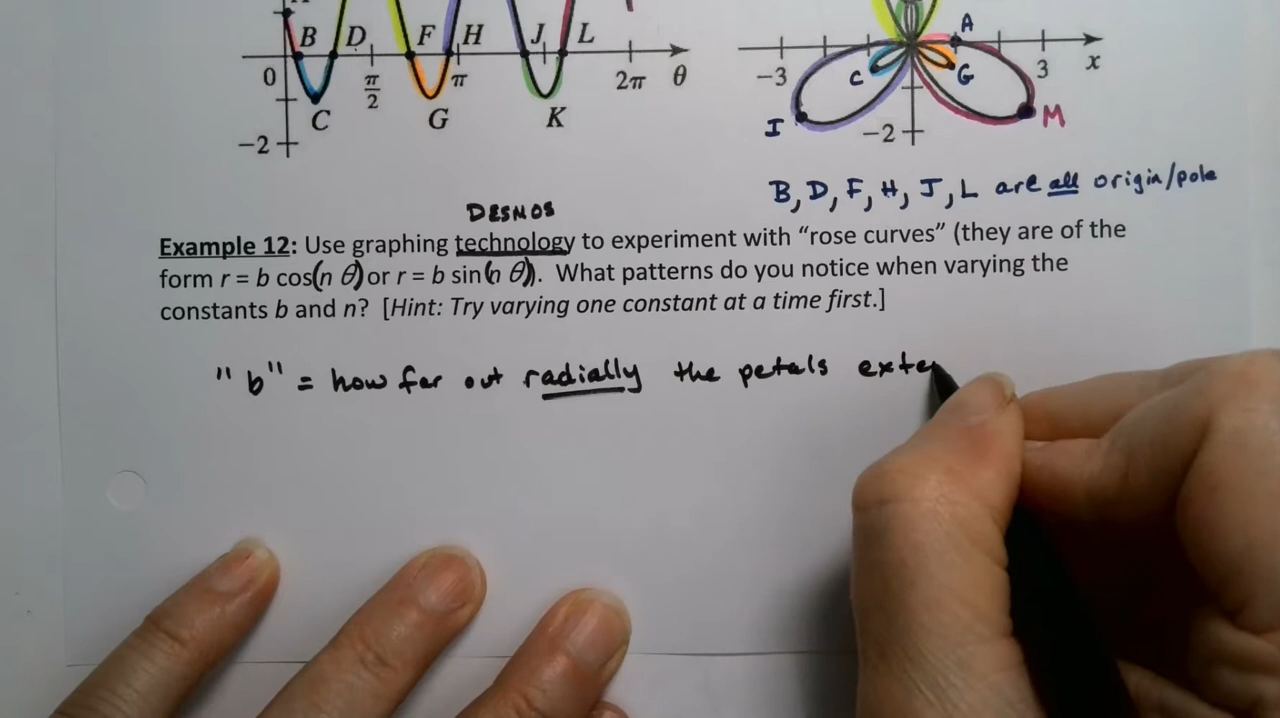 B D F H J L
0 π/2 π 2π θ
C G K
-2
A
-3 C G 3 x
I M
-2
B, D, F, H, J, L are all origin/pole
DESMOS
Example 12: Use graphing technology to experiment with “rose curves” (they are of the
form r = b cos(n θ) or r = b sin(n θ)). What patterns do you notice when varying the
constants b and n? [Hint: Try varying one constant at a time first.]
"b" = how far out radially the petals exte